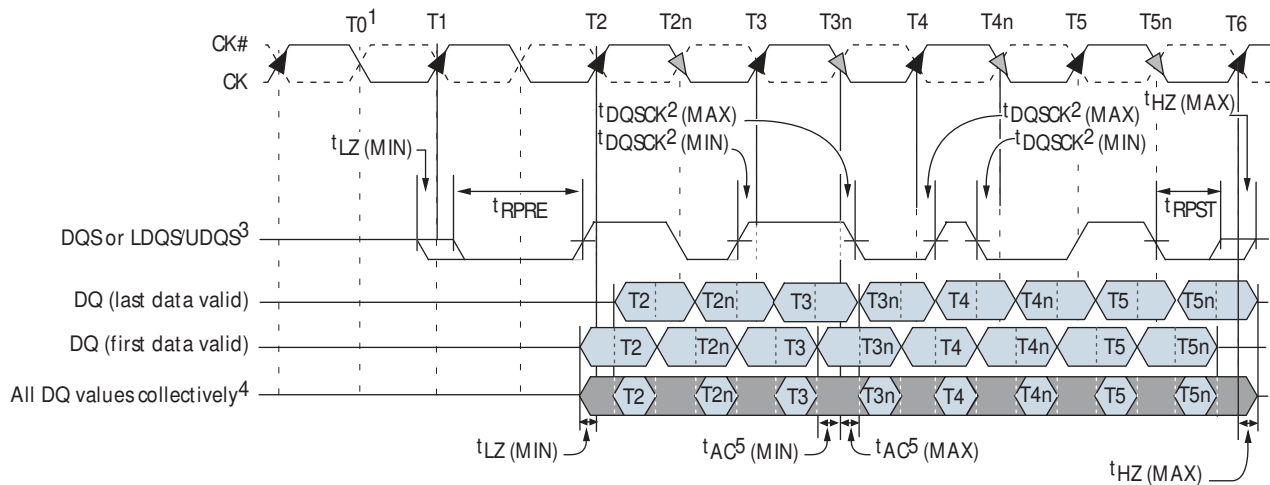 T0¹ T1 T2 T2n T3 T3n T4 T4n T5 T5n T6
CK#
CK
tHZ (MAX)
tDQSCK² (MAX) tDQSCK² (MAX)
tDQSCK² (MIN) tDQSCK² (MIN)
tLZ (MIN)
tRPRE tRPST
DQS or LDQS/UDQS³
DQ (last data valid) T2 T2n T3 T3n T4 T4n T5 T5n
DQ (first data valid) T2 T2n T3 T3n T4 T4n T5 T5n
All DQ values collectively⁴ T2 T2n T3 T3n T4 T4n T5 T5n
tLZ (MIN) tAC⁵ (MIN) tAC⁵ (MAX)
tHZ (MAX)